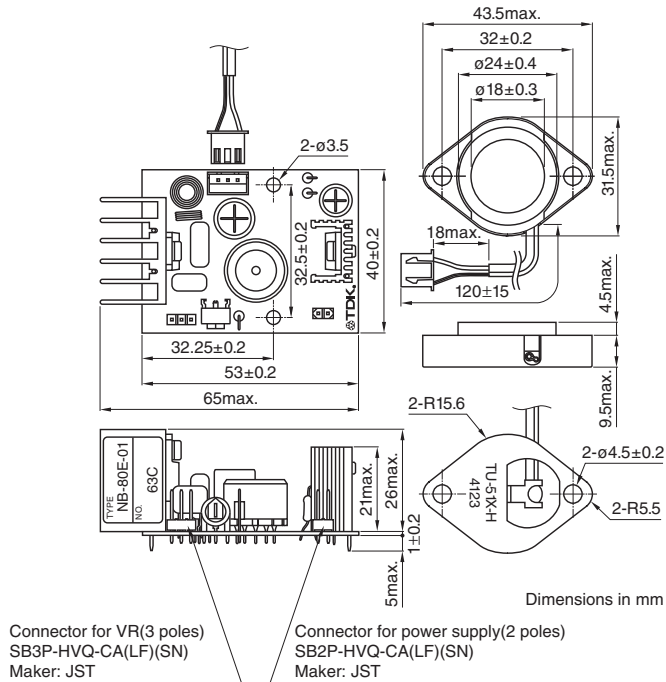 43.5max.
32±0.2
ø24±0.4
ø18±0.3
2-ø3.5
31.5max.
32.5±0.2
40±0.2
18max.
120±15
TDK.
4.5max.
9.5max.
32.25±0.2
53±0.2
65max.
2-R15.6
2-ø4.5±0.2
TU-51X-H
4123
2-R5.5
TYPE
NB-80E-01
NO.
63C
21max.
26max.
1±0.2
5max.
Dimensions in mm
Connector for VR(3 poles)
SB3P-HVQ-CA(LF)(SN)
Maker: JST
Connector for power supply(2 poles)
SB2P-HVQ-CA(LF)(SN)
Maker: JST